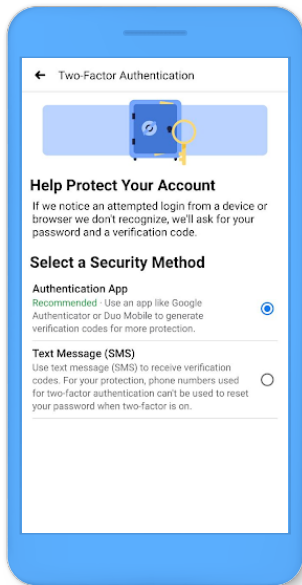 Two-Factor Authentication
Help Protect Your Account
If we notice an attempted login from a device or
browser we don't recognize, we'll ask for your
password and a verification code.
Select a Security Method
Authentication App
Recommended · Use an app like Google
Authenticator or Duo Mobile to generate
verification codes for more protection.
Text Message (SMS)
Use text message (SMS) to receive verification
codes. For your protection, phone numbers used
for two-factor authentication can't be used to reset
your password when two-factor is on.